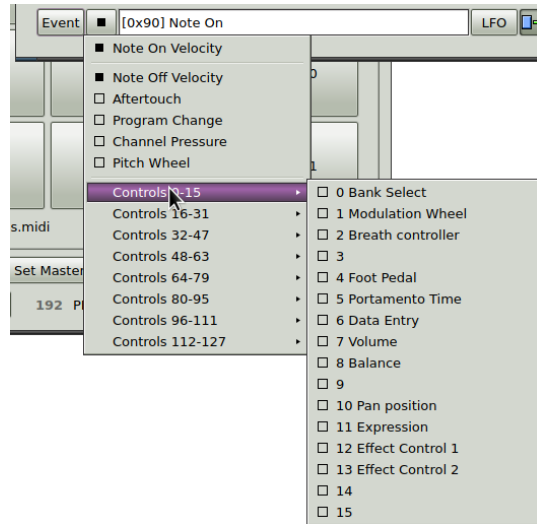 Event
[0x90] Note On
LFO
Note On Velocity
Note Off Velocity
0
Aftertouch
Program Change
Channel Pressure
Pitch Wheel
1
Controls 0-15
Controls 16-31
s.midi
Controls 32-47
Controls 48-63
Set Master
Controls 64-79
Controls 80-95
192 P
Controls 96-111
Controls 112-127
0 Bank Select
1 Modulation Wheel
2 Breath controller
3
4 Foot Pedal
5 Portamento Time
6 Data Entry
7 Volume
8 Balance
9
10 Pan position
11 Expression
12 Effect Control 1
13 Effect Control 2
14
15